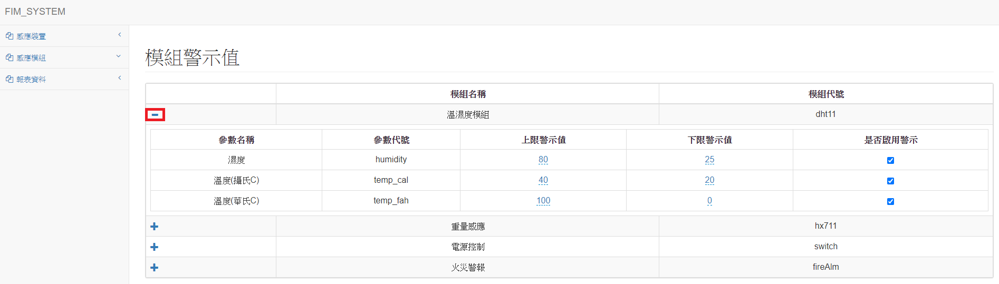 FIM_SYSTEM
感應裝置
感應模組
報表資料
模組警示值
模組名稱 模組代號
溫濕度模組 dht11
參數名稱 參數代號 上限警示值 下限警示值 是否啟用警示
濕度 humidity 80 25
溫度(攝氏C) temp_cal 40 20
溫度(華氏C) temp_fah 100 0
重量感應 hx711
電源控制 switch
火災警報 fireAlm